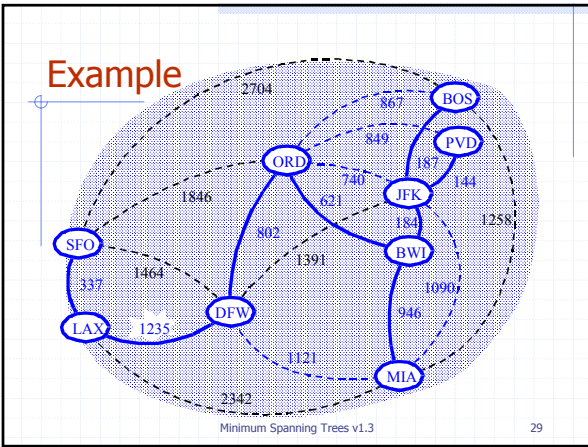 Example
2704
867
BOS
849
PVD
ORD
187
740
144
JFK
1846
621
1258
184
SFO
802
BWI
1391
1464
337
1090
DFW
946
LAX
1235
1121
MIA
2342
Minimum Spanning Trees v1.3
29